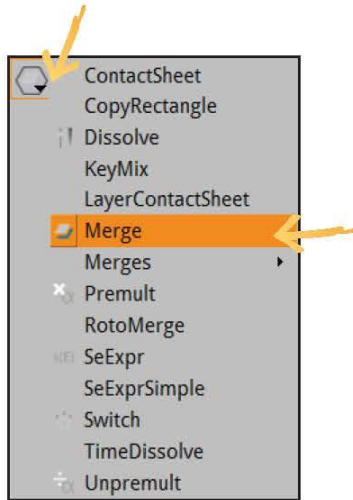 ContactSheet
CopyRectangle
Dissolve
KeyMix
LayerContactSheet
Merge
Merges
Premult
RotoMerge
SeExpr
SeExprSimple
Switch
TimeDissolve
Unpremult